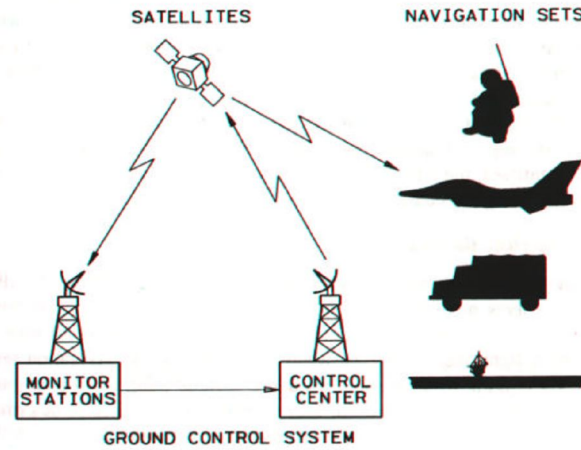 SATELLITES
NAVIGATION SETS
MONITOR
STATIONS
CONTROL
CENTER
GROUND CONTROL SYSTEM